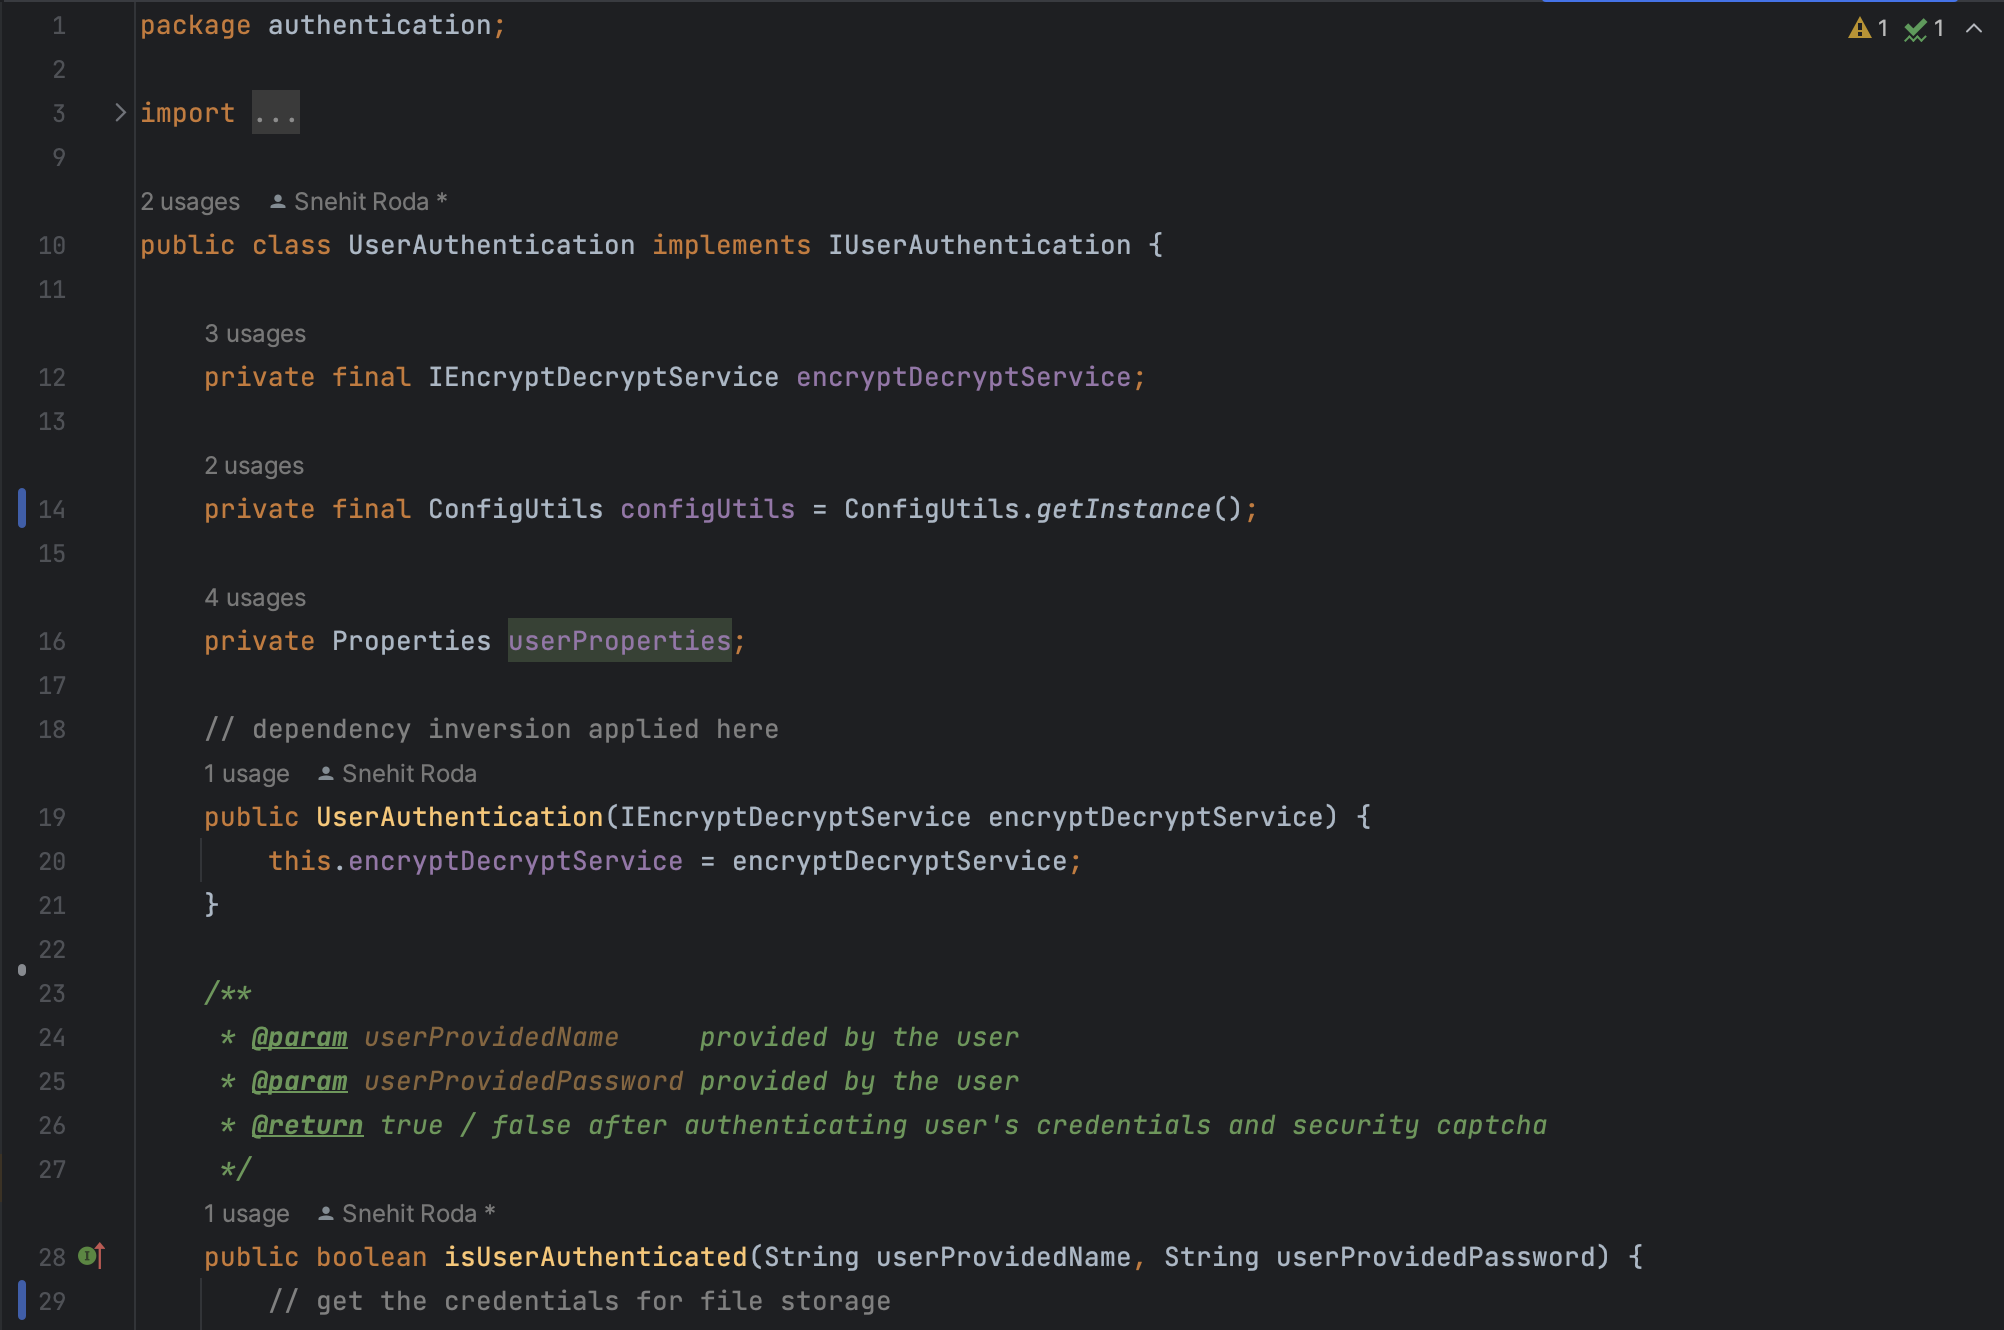 1 package authentication; 1 1
2
3 import ...
9
2 usages Snehit Roda *
10 public class UserAuthentication implements IUserAuthentication {
11
3 usages
12 private final IEncryptDecryptService encryptDecryptService;
13
2 usages
14 private final ConfigUtils configUtils = ConfigUtils.getInstance();
15
4 usages
16 private Properties userProperties;
17
18 // dependency inversion applied here
1 usage Snehit Roda
19 public UserAuthentication(IEncryptDecryptService encryptDecryptService) {
20 this.encryptDecryptService = encryptDecryptService;
21 }
22
23 /**
24 * @param userProvidedName     provided by the user
25 * @param userProvidedPassword provided by the user
26 * @return true / false after authenticating user's credentials and security captcha
27 */
1 usage Snehit Roda *
28 public boolean isUserAuthenticated(String userProvidedName, String userProvidedPassword) {
29 // get the credentials for file storage